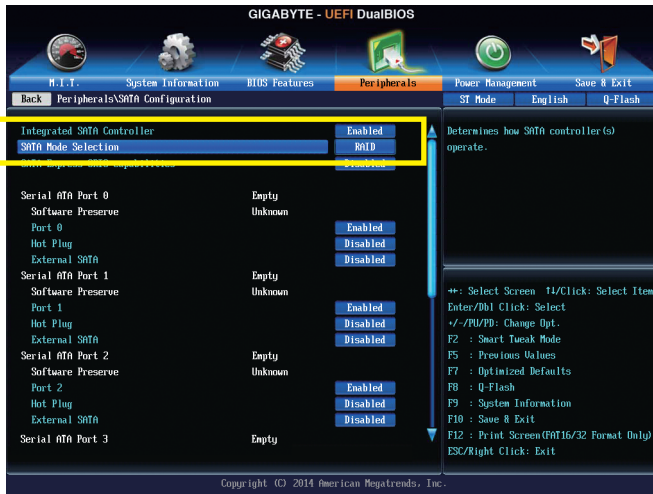 GIGABYTE - UEFI DualBIOS
M.I.T. System Information BIOS Features Peripherals Power Management Save & Exit
Back Peripherals\SATA Configuration ST Mode English Q-Flash
Integrated SATA Controller Enabled
SATA Mode Selection RAID
SATA Express SRIS Capabilities Disabled
Serial ATA Port 0 Empty
Software Preserve Unknown
Port 0 Enabled
Hot Plug Disabled
External SATA Disabled
Serial ATA Port 1 Empty
Software Preserve Unknown
Port 1 Enabled
Hot Plug Disabled
External SATA Disabled
Serial ATA Port 2 Empty
Software Preserve Unknown
Port 2 Enabled
Hot Plug Disabled
External SATA Disabled
Serial ATA Port 3 Empty
Determines how SATA controller(s)
operate.
↔: Select Screen ↑↓/Click: Select Item
Enter/Dbl Click: Select
+/-/PU/PD: Change Opt.
F2 : Smart Tweak Mode
F5 : Previous Values
F7 : Optimized Defaults
F8 : Q-Flash
F9 : System Information
F10 : Save & Exit
F12 : Print Screen(FAT16/32 Format Only)
ESC/Right Click: Exit
Copyright (C) 2014 American Megatrends, Inc.